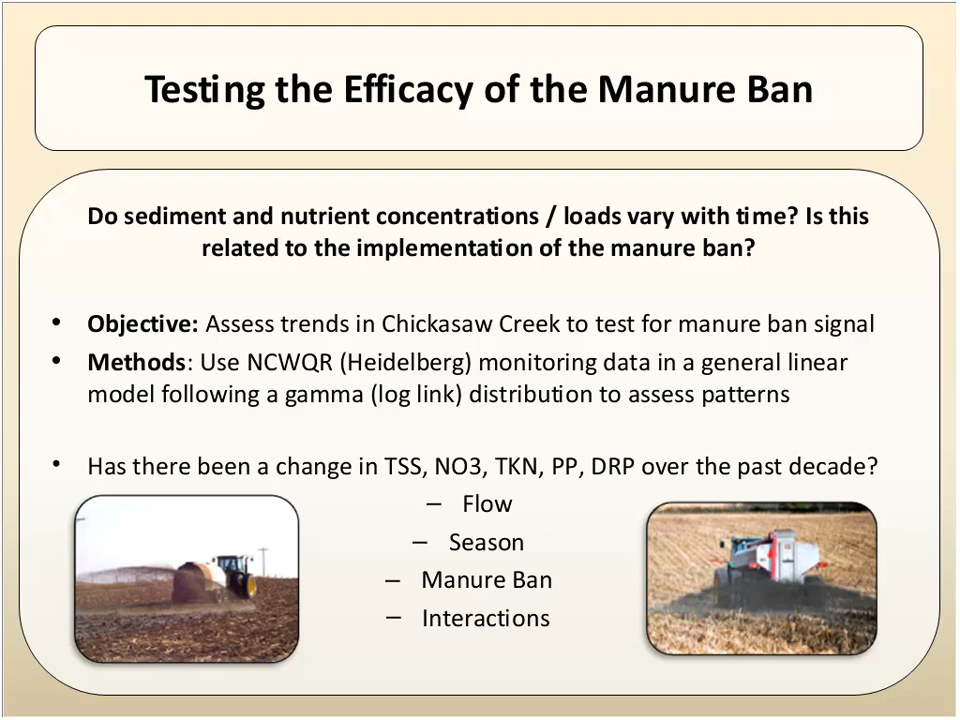 Testing the Efficacy of the Manure Ban
Do sediment and nutrient concentrations / loads vary with time? Is this
related to the implementation of the manure ban?
• Objective: Assess trends in Chickasaw Creek to test for manure ban signal
• Methods: Use NCWQR (Heidelberg) monitoring data in a general linear
model following a gamma (log link) distribution to assess patterns
• Has there been a change in TSS, NO3, TKN, PP, DRP over the past decade?
– Flow
– Season
– Manure Ban
– Interactions